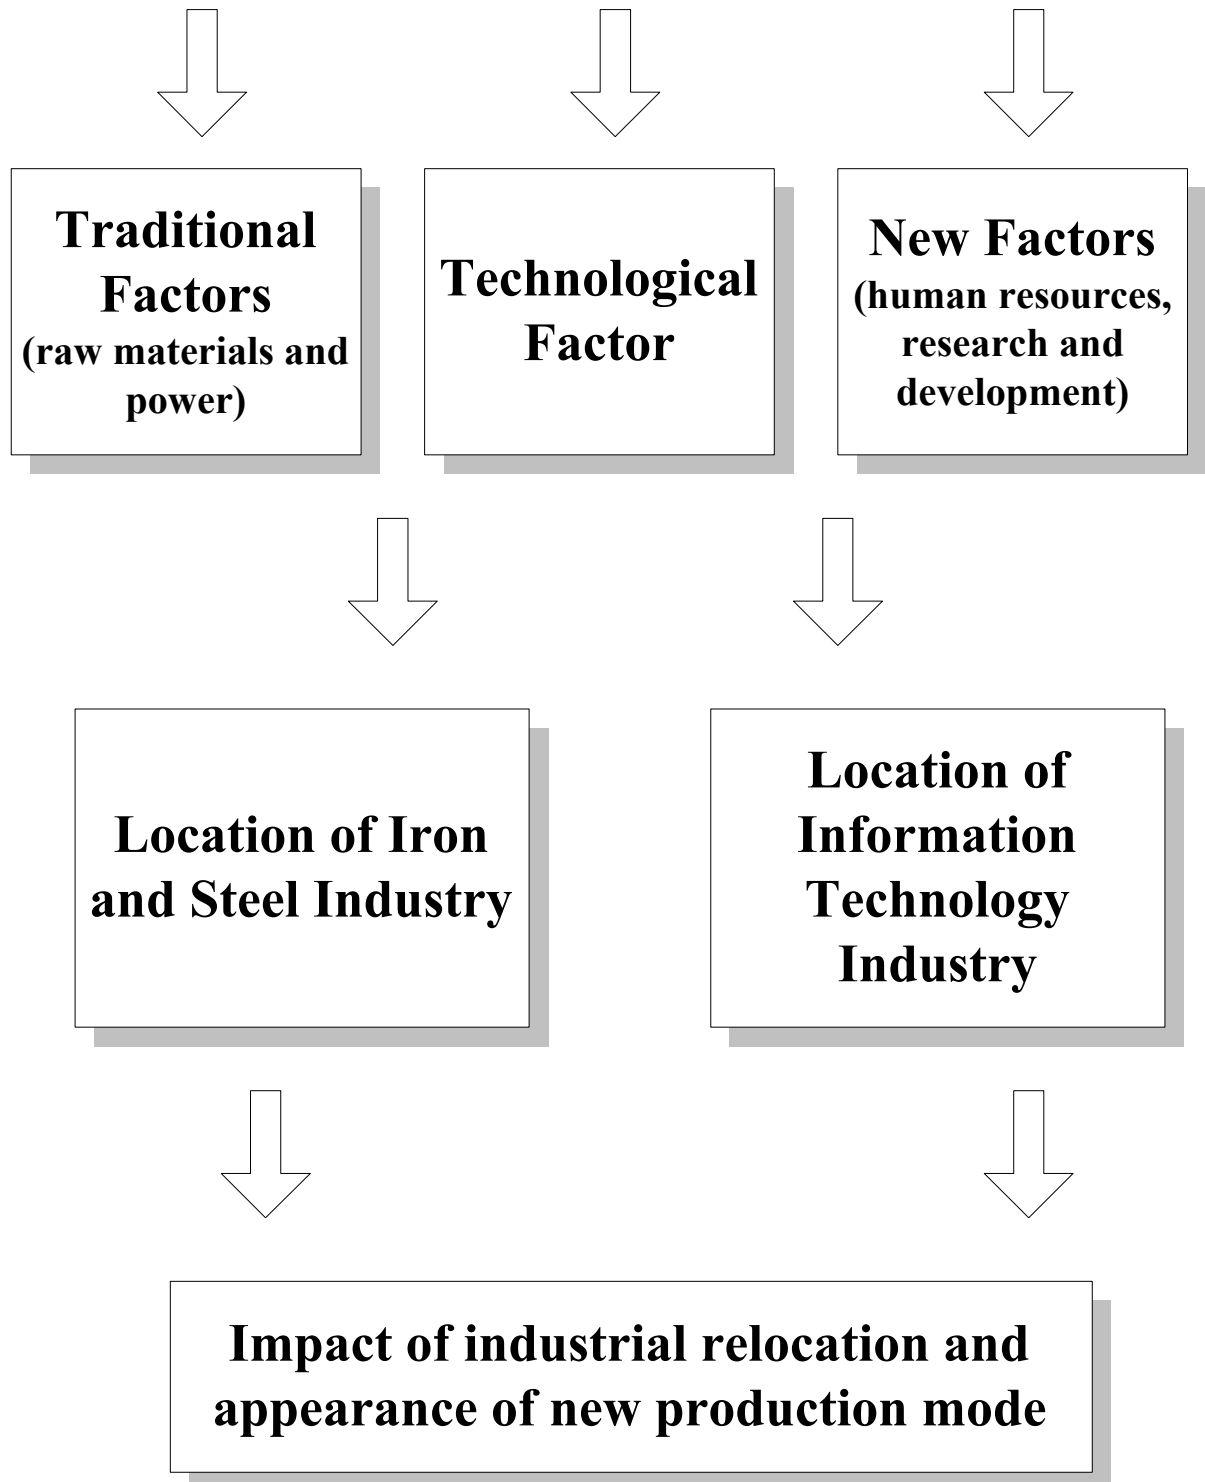 Traditional
Factors
(raw materials and
power)
Technological
Factor
New Factors
(human resources,
research and
development)
Location of Iron
and Steel Industry
Location of
Information
Technology
Industry
Impact of industrial relocation and
appearance of new production mode